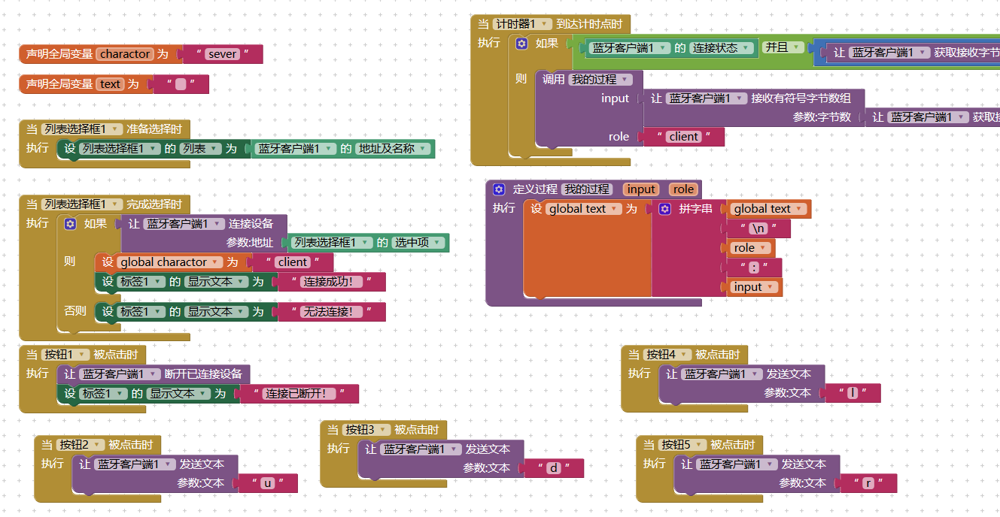 声明全局变量 charactor 为 “ sever ”
声明全局变量 text 为 “ ”
当 列表选择框1 准备选择时
执行 设 列表选择框1 的 列表 为 蓝牙客户端1 的 地址及名称
当 列表选择框1 完成选择时
执行 如果 让 蓝牙客户端1 连接设备
参数:地址 列表选择框1 的 选中项
则 设 global charactor 为 “ client ”
设 标签1 的 显示文本 为 “ 连接成功！ ”
否则 设 标签1 的 显示文本 为 “ 无法连接！ ”
当 按钮1 被点击时
执行 让 蓝牙客户端1 断开已连接设备
设 标签1 的 显示文本 为 “ 连接已断开！ ”
当 按钮2 被点击时
执行 让 蓝牙客户端1 发送文本
参数:文本 “ u ”
当 按钮3 被点击时
执行 让 蓝牙客户端1 发送文本
参数:文本 “ d ”
当 计时器1 到达计时点时
执行 如果 蓝牙客户端1 的 连接状态 并且 让 蓝牙客户端1 获取接收字节
则 调用 我的过程
input 让 蓝牙客户端1 接收有符号字节数组
参数:字节数 让 蓝牙客户端1 获取
role “ client ”
定义过程 我的过程 input role
执行 设 global text 为 拼字串 global text
“ \n ”
role
“ : ”
input
当 按钮4 被点击时
执行 让 蓝牙客户端1 发送文本
参数:文本 “ l ”
当 按钮5 被点击时
执行 让 蓝牙客户端1 发送文本
参数:文本 “ r ”